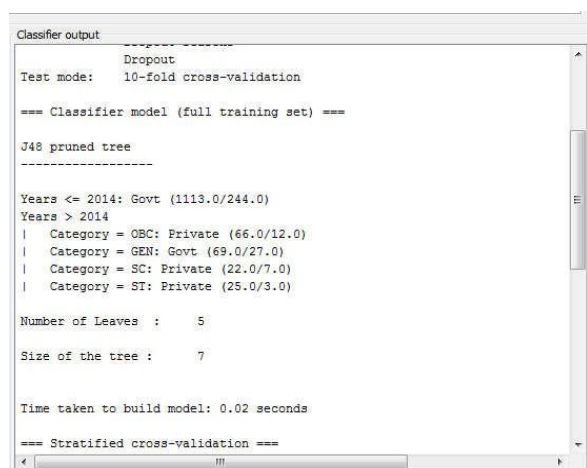 Classifier output
Dropout
Test mode: 10-fold cross-validation
=== Classifier model (full training set) ===
J48 pruned tree
------------------
Years <= 2014: Govt (1113.0/244.0)
Years > 2014
| Category = OBC: Private (66.0/12.0)
| Category = GEN: Govt (69.0/27.0)
| Category = SC: Private (22.0/7.0)
| Category = ST: Private (25.0/3.0)
Number of Leaves : 5
Size of the tree : 7
Time taken to build model: 0.02 seconds
=== Stratified cross-validation ===